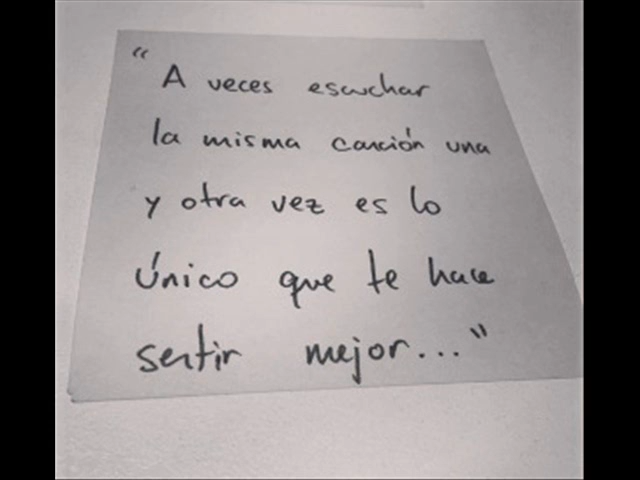 “A veces escuchar
la misma canción una
y otra vez es lo
único que te hace
sentir mejor...”